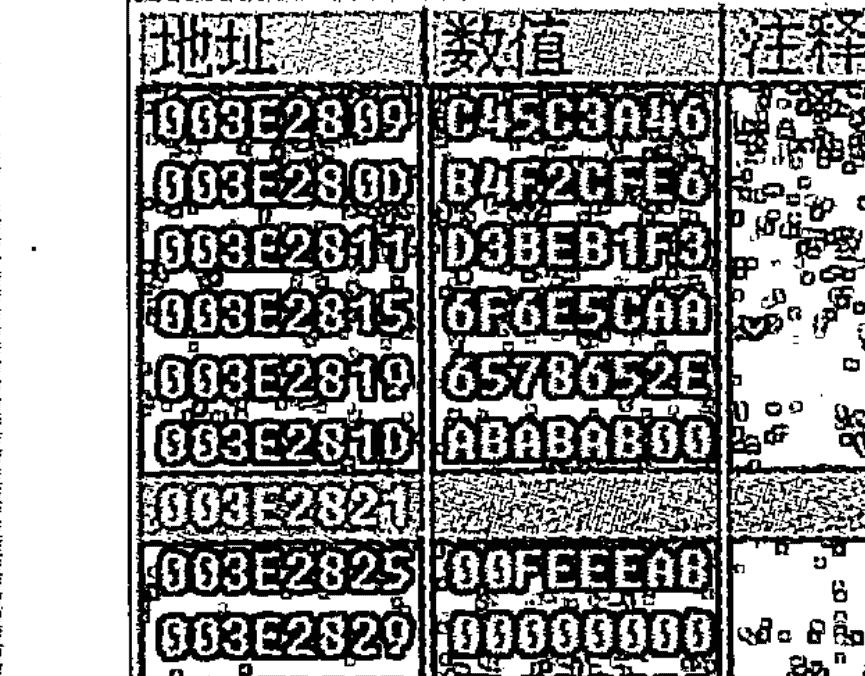 地址 数值 注释
003E2809 C45C3A46
003E280D B4F2CFE6
003E2811 D3BEB1F3
003E2815 6F6E5CAA
003E2819 6578652E
003E281D ABABAB00
003E2821
003E2825 00FEEEAB
003E2829 00000000